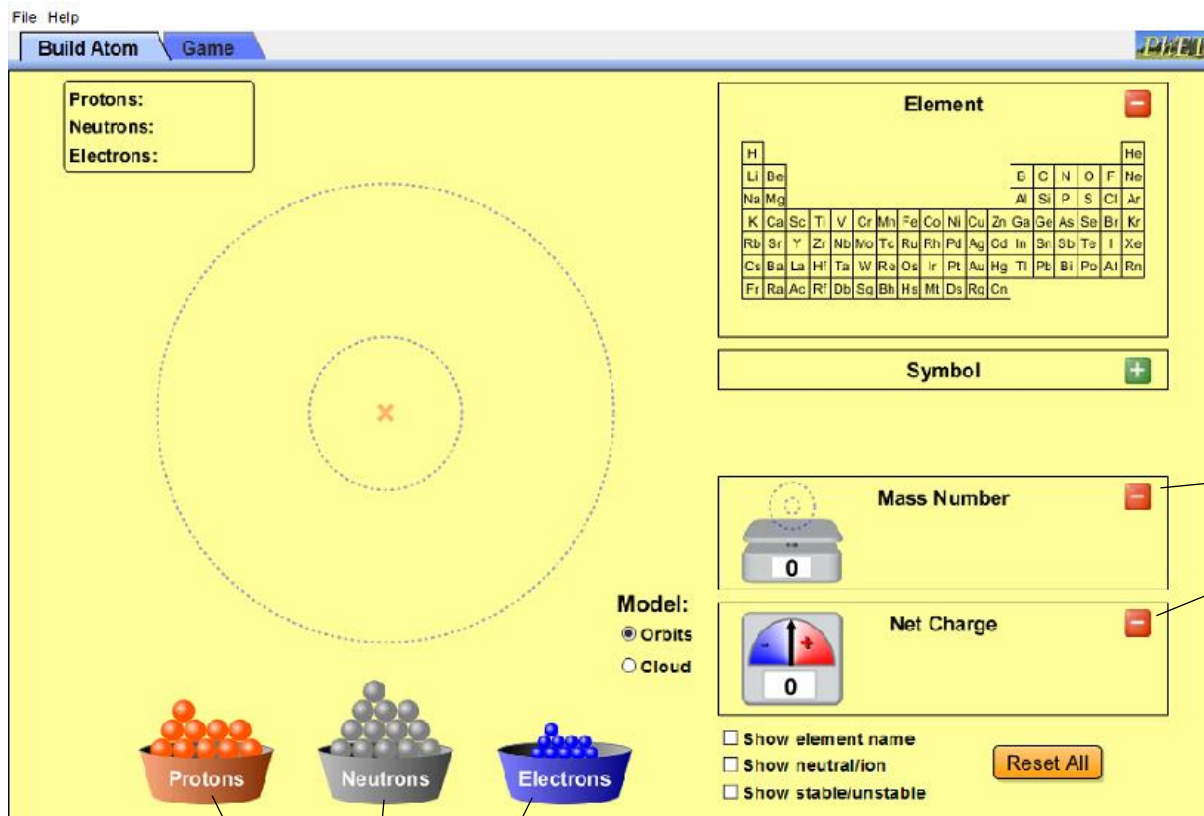 File Help
Build Atom Game
PhET
Protons:
Neutrons:
Electrons:
Element
H He
Li Be B C N O F Ne
Na Mg Al Si P S Cl Ar
K Ca Sc Ti V Cr Mn Fe Co Ni Cu Zn Ga Ge As Se Br Kr
Rb Sr Y Zr Nb Mo Tc Ru Rh Pd Ag Cd In Sn Sb Te I Xe
Cs Ba La Hf Ta W Re Os Ir Pt Au Hg Tl Pb Bi Po At Rn
Fr Ra Ac Rf Db Sg Bh Hs Mt Ds Rg Cn
Symbol
Mass Number
0
Model:
Orbits
Cloud
Net Charge
- +
0
Protons
Neutrons
Electrons
Show element name
Show neutral/ion
Show stable/unstable
Reset All